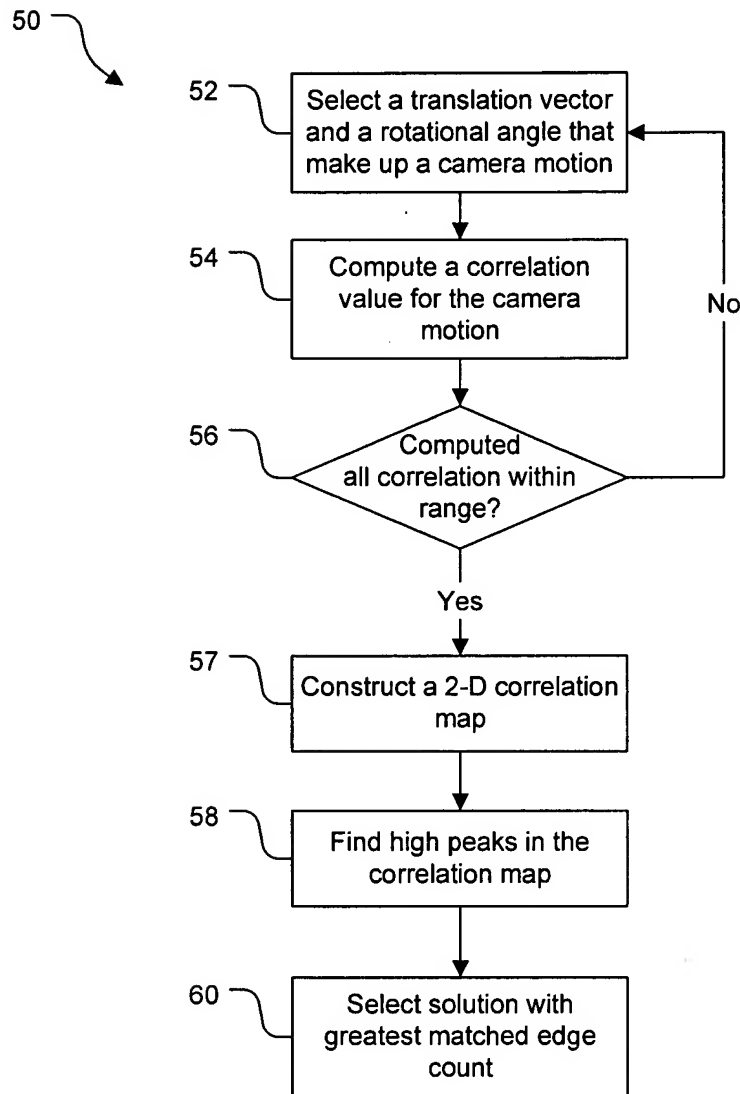 50
52
Select a translation vector
and a rotational angle that
make up a camera motion
54
Compute a correlation
value for the camera
motion
No
56
Computed
all correlation within
range?
Yes
57
Construct a 2-D correlation
map
58
Find high peaks in the
correlation map
60
Select solution with
greatest matched edge
count